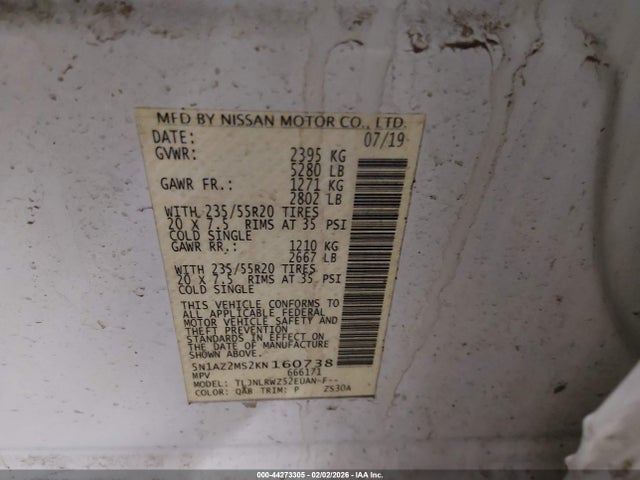 MFD BY NISSAN MOTOR CO., LTD.
DATE: 07/19
GVWR: 2395 KG
5280 LB
GAWR FR.: 1271 KG
2802 LB
WITH 235/55R20 TIRES
20 X 7.5 RIMS AT 35 PSI
COLD SINGLE
GAWR RR.: 1210 KG
2667 LB
WITH 235/55R20 TIRES
20 X 7.5 RIMS AT 35 PSI
COLD SINGLE
THIS VEHICLE CONFORMS TO
ALL APPLICABLE FEDERAL
MOTOR VEHICLE SAFETY AND
THEFT PREVENTION
STANDARDS IN EFFECT ON THE
DATE OF MANUFACTURE
SHOWN ABOVE.
5N1AZ2MS2KN160738
MPV 666171
MODEL: TLJNLRWZ52EUAN-F--
COLOR: QAB TRIM: P ZS30A
000-44273305 - 02/02/2026 - IAA Inc.